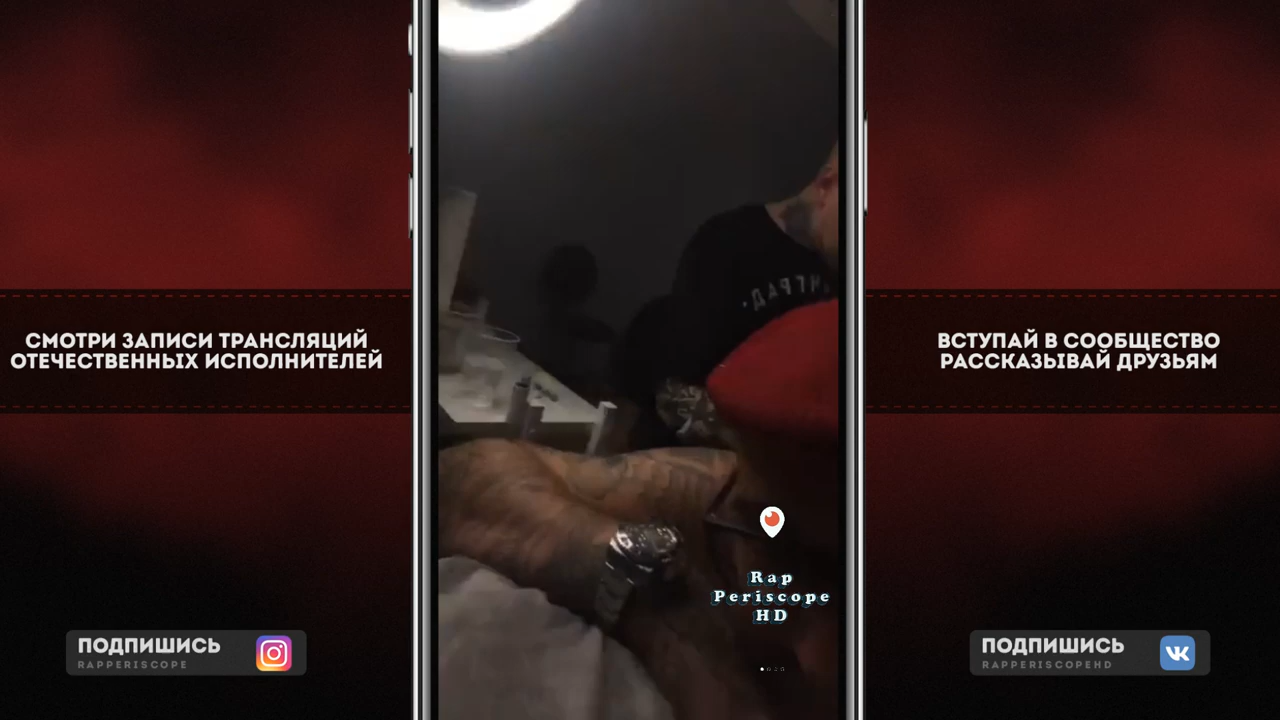 СМОТРИ ЗАПИСИ ТРАНСЛЯЦИЙ
ОТЕЧЕСТВЕННЫХ ИСПОЛНИТЕЛЕЙ
ВСТУПАЙ В СООБЩЕСТВО
РАССКАЗЫВАЙ ДРУЗЬЯМ
Rap
Periscope
HD
ПОДПИШИСЬ
RAPPERISCOPE
ПОДПИШИСЬ
RAPPERISCOPEHD